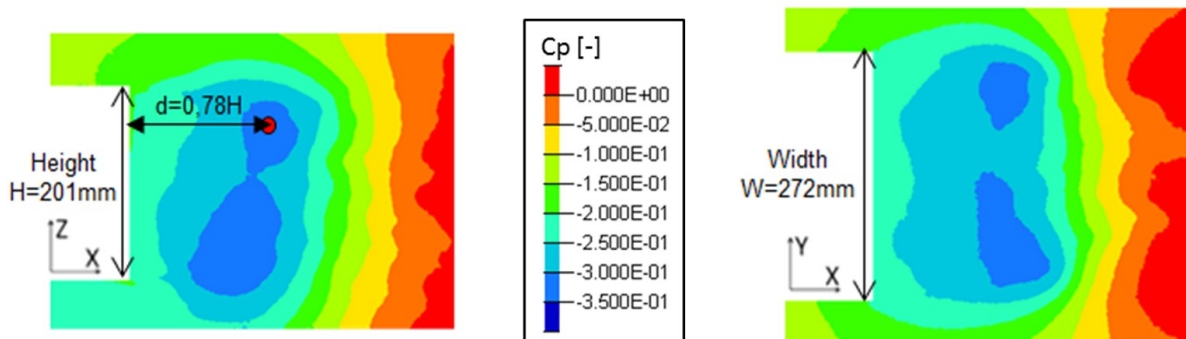 d=0,78H
Height
H=201mm
Z
X
Cp [-]
0.000E+00
-5.000E-02
-1.000E-01
-1.500E-01
-2.000E-01
-2.500E-01
-3.000E-01
-3.500E-01
Width
W=272mm
Y
X